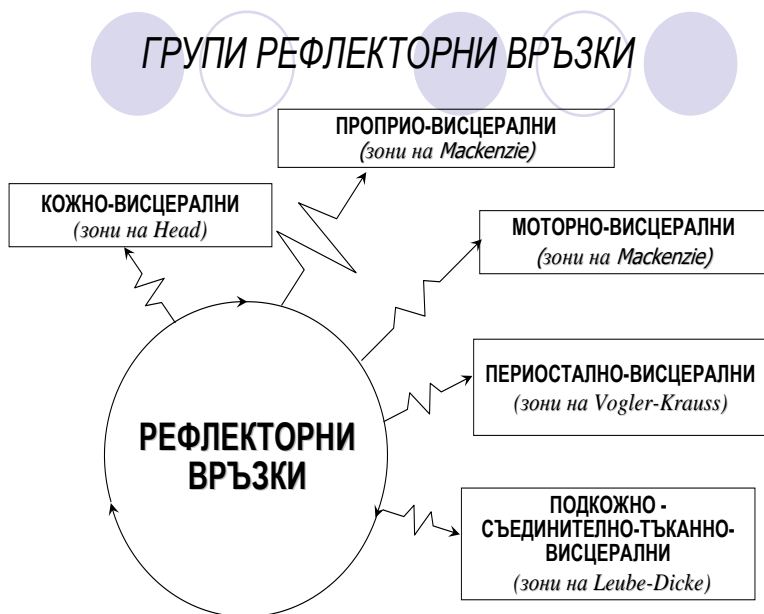 ГРУПИ РЕФЛЕКТОРНИ ВРЪЗКИ
ПРОПРИО-ВИСЦЕРАЛНИ
(зони на Mackenzie)
КОЖНО-ВИСЦЕРАЛНИ
(зони на Head)
МОТОРНО-ВИСЦЕРАЛНИ
(зони на Mackenzie)
ПЕРИОСТАЛНО-ВИСЦЕРАЛНИ
(зони на Vogler-Krauss)
РЕФЛЕКТОРНИ
ВРЪЗКИ
ПОДКОЖНО -
СЪЕДИНИТЕЛНО-ТЪКАННО-
ВИСЦЕРАЛНИ
(зони на Leube-Dicke)